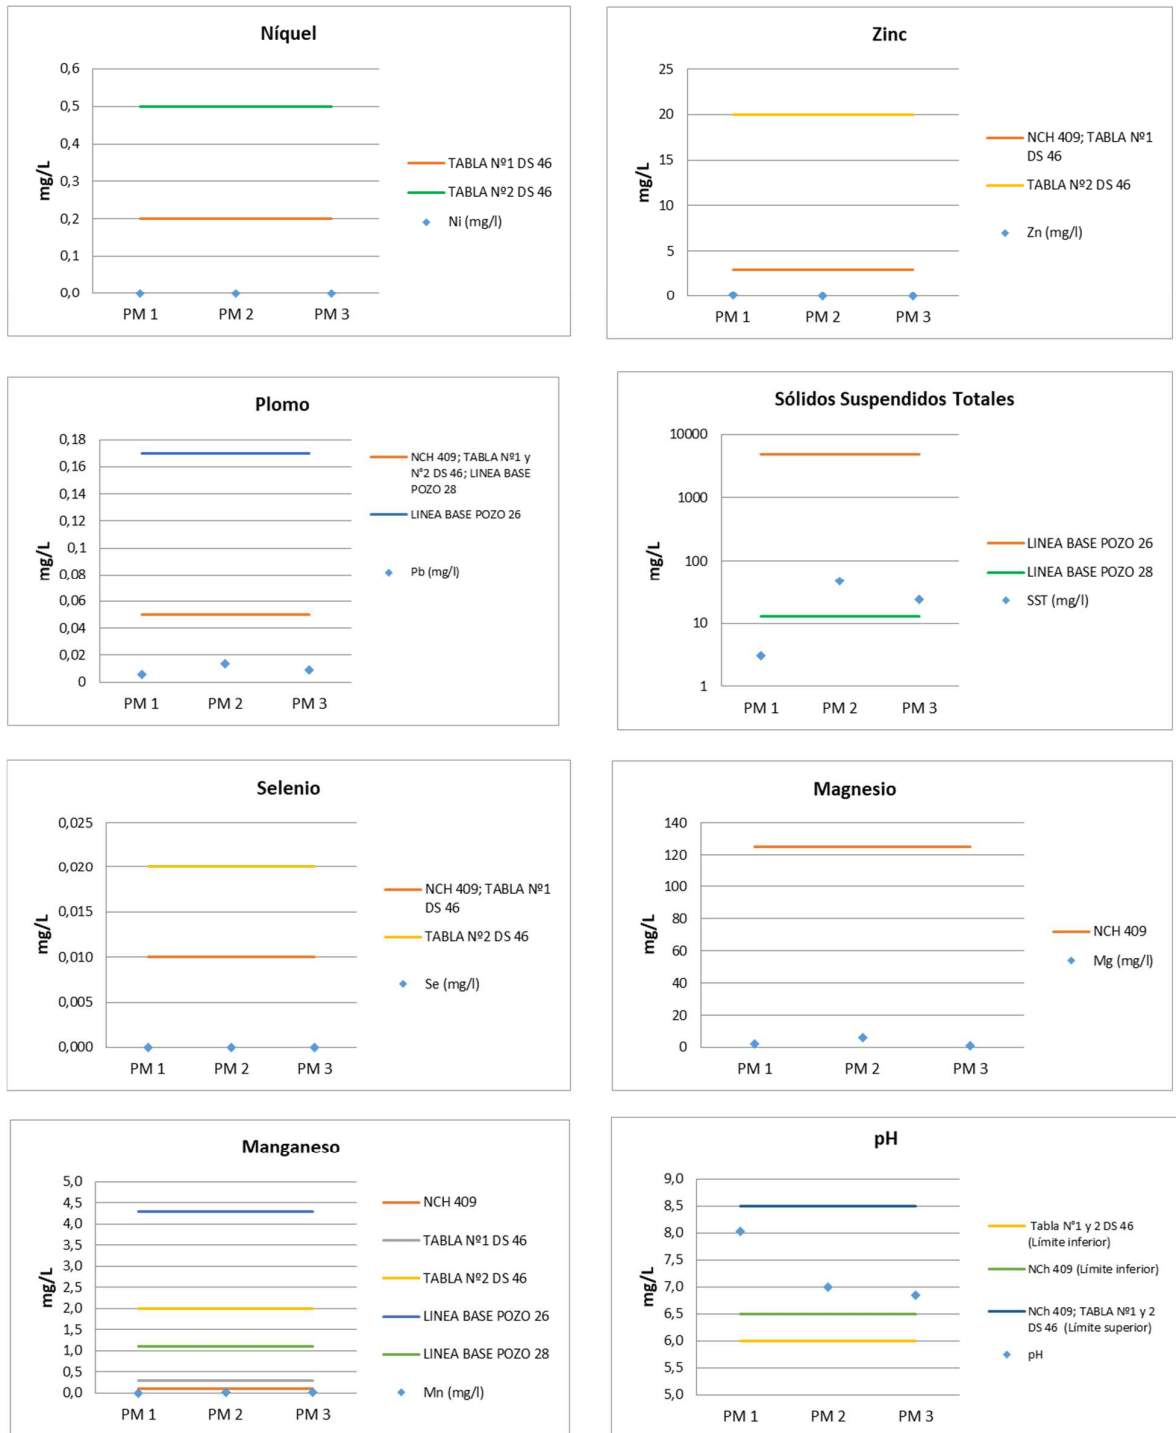 Níquel
0,6
0,5
0,4
0,3
0,2
0,1
0,0
mg/L
PM 1 PM 2 PM 3
TABLA Nº1 DS 46
TABLA Nº2 DS 46
Ni (mg/l)
Zinc
25
20
15
10
5
0
mg/L
PM 1 PM 2 PM 3
NCH 409; TABLA Nº1
DS 46
TABLA Nº2 DS 46
Zn (mg/l)
Plomo
0,18
0,16
0,14
0,12
0,1
0,08
0,06
0,04
0,02
0
mg/L
PM 1 PM 2 PM 3
NCH 409; TABLA Nº1 y
N°2 DS 46; LINEA BASE
POZO 28
LINEA BASE POZO 26
Pb (mg/l)
Sólidos Suspendidos Totales
10000
1000
100
10
1
mg/L
PM 1 PM 2 PM 3
LINEA BASE POZO 26
LINEA BASE POZO 28
SST (mg/l)
Selenio
0,025
0,020
0,015
0,010
0,005
0,000
mg/L
PM 1 PM 2 PM 3
NCH 409; TABLA Nº1
DS 46
TABLA Nº2 DS 46
Se (mg/l)
Magnesio
140
120
100
80
60
40
20
0
mg/L
PM 1 PM 2 PM 3
NCH 409
Mg (mg/l)
Manganeso
5,0
4,5
4,0
3,5
3,0
2,5
2,0
1,5
1,0
0,5
0,0
mg/L
PM 1 PM 2 PM 3
NCH 409
TABLA Nº1 DS 46
TABLA Nº2 DS 46
LINEA BASE POZO 26
LINEA BASE POZO 28
Mn (mg/l)
pH
9,0
8,5
8,0
7,5
7,0
6,5
6,0
5,5
5,0
mg/L
PM 1 PM 2 PM 3
Tabla N°1 y 2 DS 46
(Límite inferior)
NCh 409 (Límite inferior)
NCh 409; TABLA Nº1 y 2
DS 46 (Límite superior)
pH